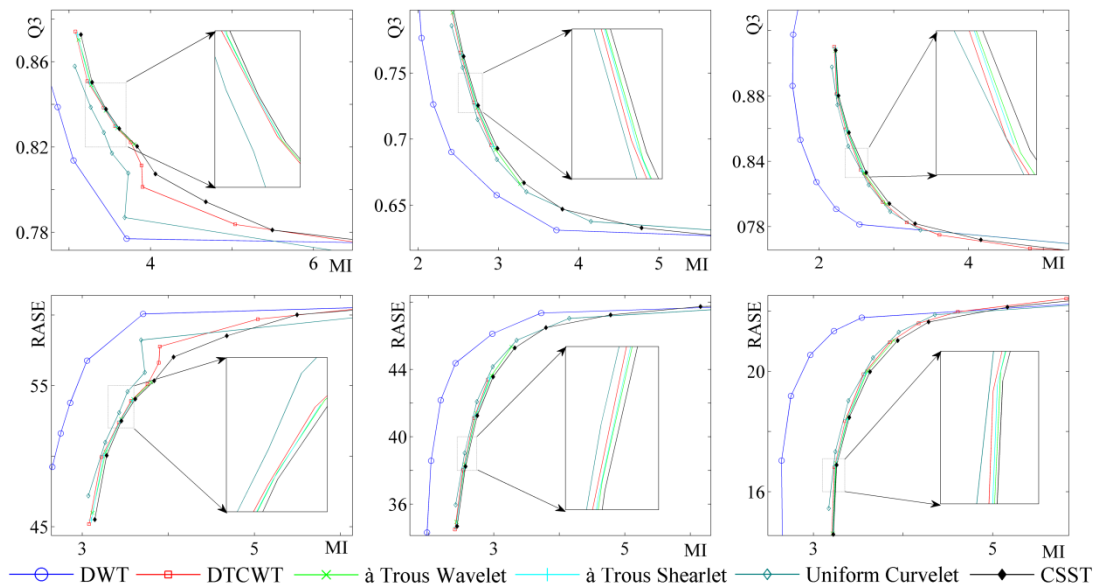 Q3
0.86
0.82
0.78
4
5
6
MI
Q3
0.75
0.7
0.65
2
3
4
5
MI
Q3
0.88
0.84
078
2
4
MI
RASE
55
45
3
5
MI
RASE
44
40
36
3
5
MI
RASE
20
16
3
5
MI
DWT
DTCWT
à Trous Wavelet
à Trous Shearlet
Uniform Curvelet
CSST